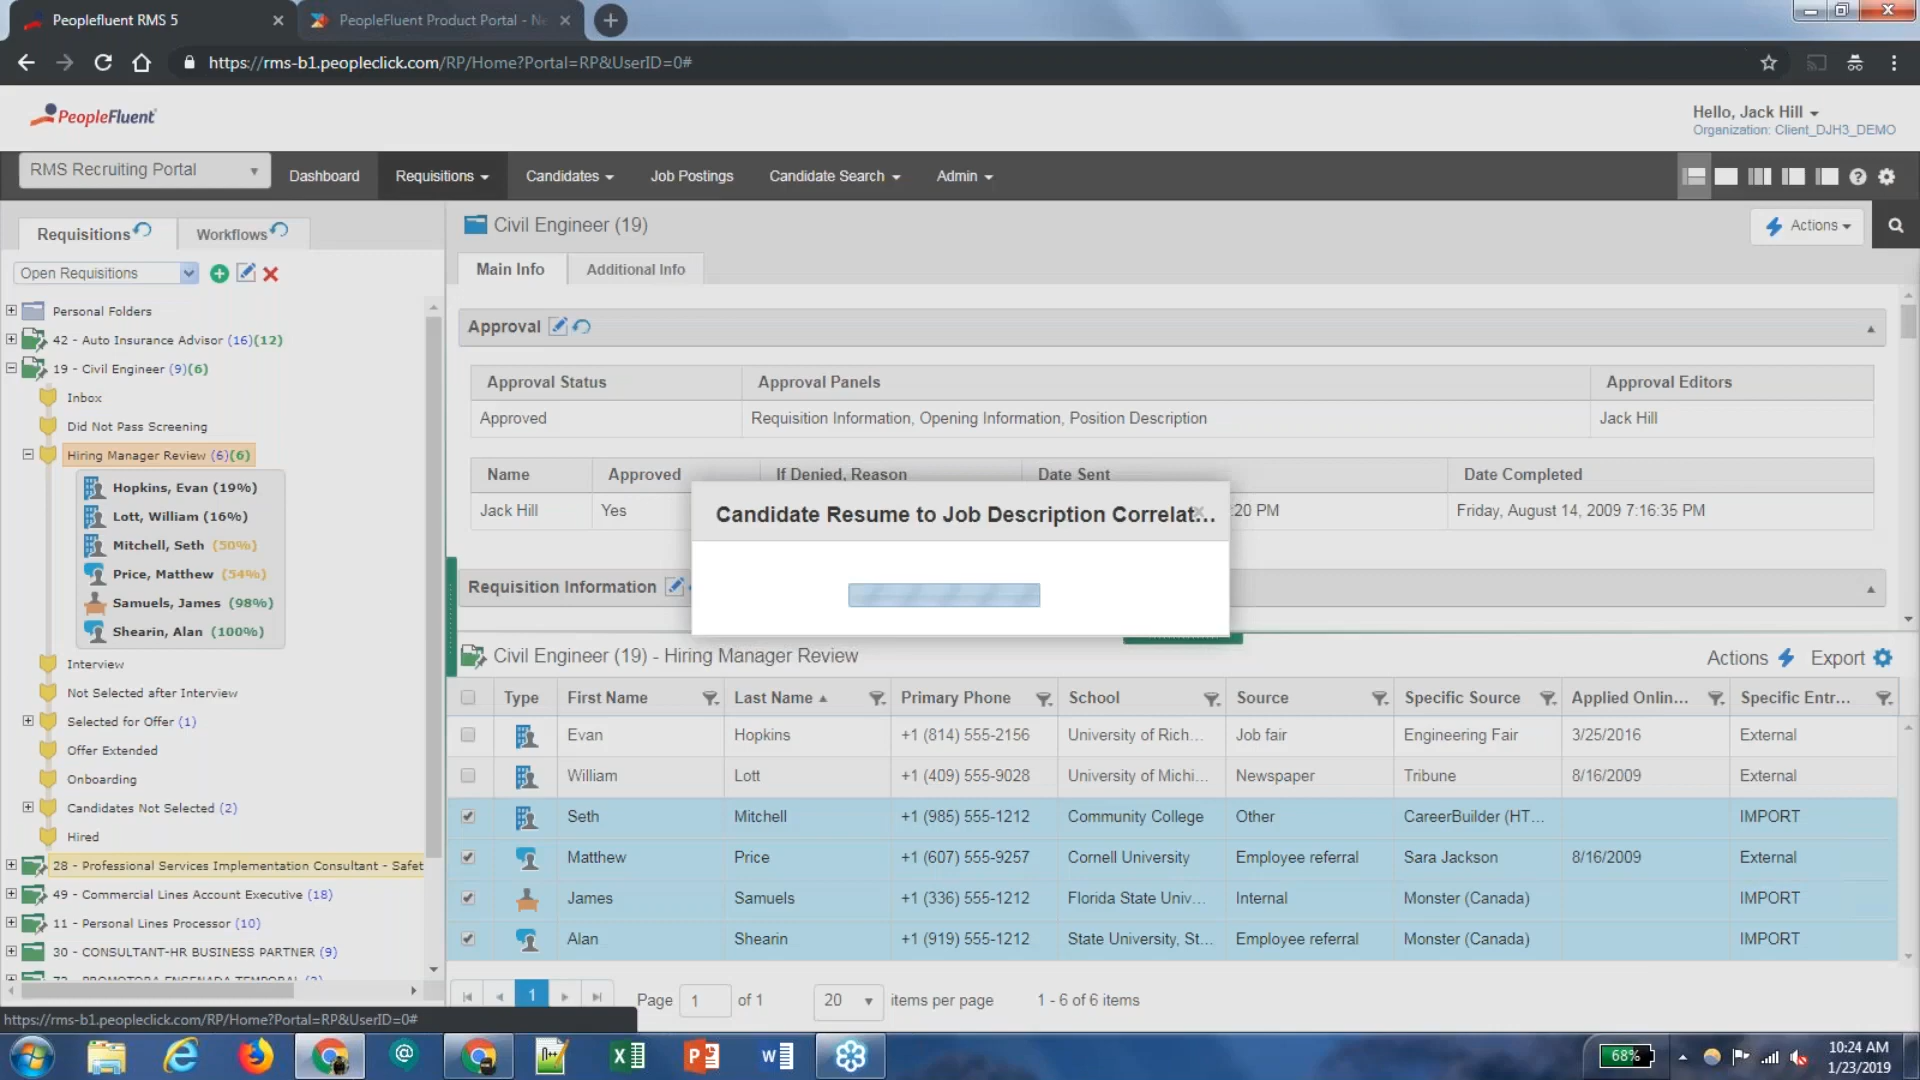 Peoplefluent RMS 5
PeopleFluent Product Portal - Ne
https://rms-b1.peopleclick.com/RP/Home?Portal=RP&UserID=0#
PeopleFluent
Hello, Jack Hill
Organization: Client_DJH3_DEMO
RMS Recruiting Portal
Dashboard
Requisitions
Candidates
Job Postings
Candidate Search
Admin
Requisitions
Workflows
Open Requisitions
Personal Folders
42 - Auto Insurance Advisor (16)(12)
19 - Civil Engineer (9)(6)
Inbox
Did Not Pass Screening
Hiring Manager Review (6)(6)
Hopkins, Evan (19%)
Lott, William (16%)
Mitchell, Seth (50%)
Price, Matthew (54%)
Samuels, James (98%)
Shearin, Alan (100%)
Interview
Not Selected after Interview
Selected for Offer (1)
Offer Extended
Onboarding
Candidates Not Selected (2)
Hired
28 - Professional Services Implementation Consultant - Safet
49 - Commercial Lines Account Executive (18)
11 - Personal Lines Processor (10)
30 - CONSULTANT-HR BUSINESS PARTNER (9)
Civil Engineer (19)
Actions
Main Info
Additional Info
Approval
Approval Status Approval Panels Approval Editors
Approved Requisition Information, Opening Information, Position Description Jack Hill
Name Approved If Denied, Reason Date Sent Date Completed
Jack Hill Yes :20 PM Friday, August 14, 2009 7:16:35 PM
Candidate Resume to Job Description Correlat...
Requisition Information
Civil Engineer (19) - Hiring Manager Review
Actions Export
Type First Name Last Name Primary Phone School Source Specific Source Applied Onlin... Specific Entr...
Evan Hopkins +1 (814) 555-2156 University of Rich... Job fair Engineering Fair 3/25/2016 External
William Lott +1 (409) 555-9028 University of Michi... Newspaper Tribune 8/16/2009 External
Seth Mitchell +1 (985) 555-1212 Community College Other CareerBuilder (HT... IMPORT
Matthew Price +1 (607) 555-9257 Cornell University Employee referral Sara Jackson 8/16/2009 External
James Samuels +1 (336) 555-1212 Florida State Univ... Internal Monster (Canada) IMPORT
Alan Shearin +1 (919) 555-1212 State University, St... Employee referral Monster (Canada) IMPORT
1 Page 1 of 1 20 items per page 1 - 6 of 6 items
https://rms-b1.peopleclick.com/RP/Home?Portal=RP&UserID=0#
68%
10:24 AM
1/23/2019